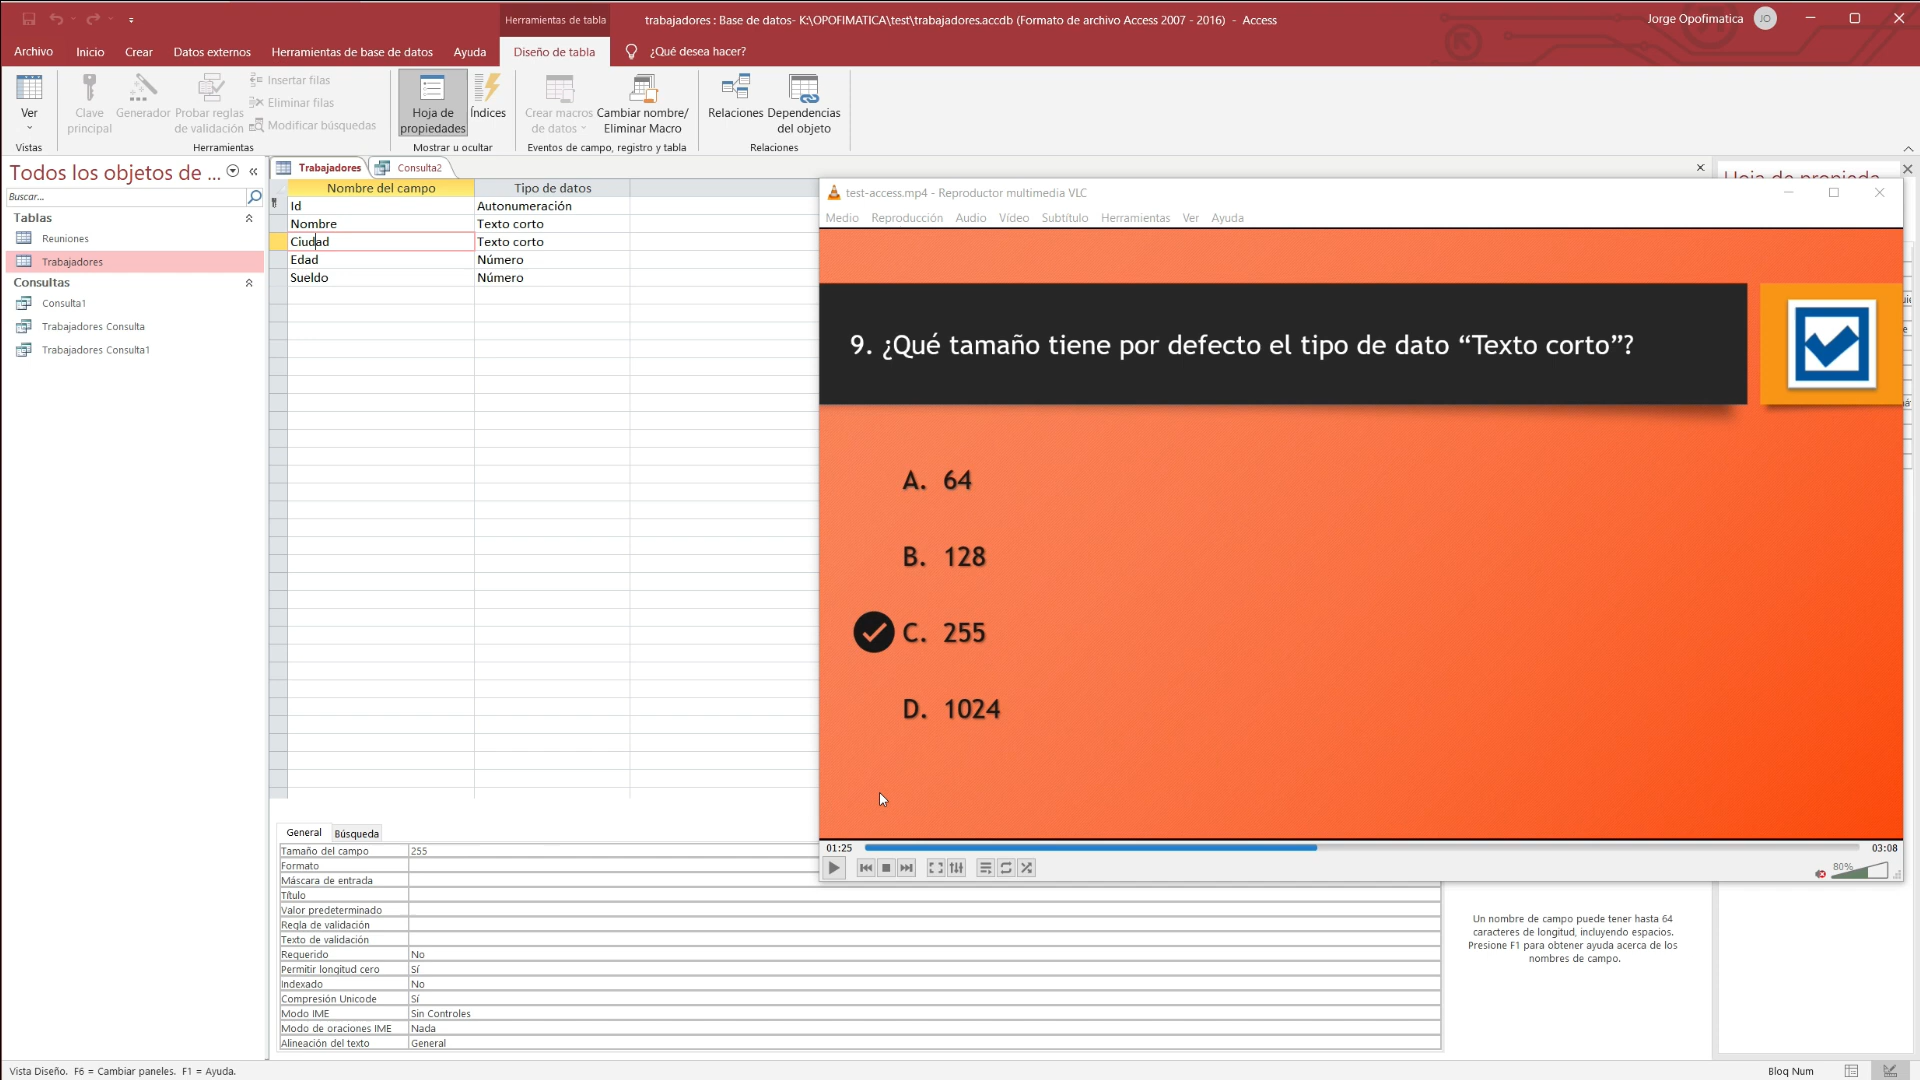 Herramientas de tabla
trabajadores : Base de datos- K:\OPOFIMATICA\test\trabajadores.accdb (Formato de archivo Access 2007 - 2016) - Access
Jorge Opofimatica
JO
Archivo Inicio Crear Datos externos Herramientas de base de datos Ayuda Diseño de tabla ¿Qué desea hacer?
Ver
Clave principal
Generador
Probar reglas de validación
Insertar filas
Eliminar filas
Modificar búsquedas
Hoja de propiedades
Índices
Crear macros de datos
Cambiar nombre/ Eliminar Macro
Relaciones
Dependencias del objeto
Vistas
Herramientas
Mostrar u ocultar
Eventos de campo, registro y tabla
Relaciones
Todos los objetos de ...
Buscar...
Tablas
Reuniones
Trabajadores
Consultas
Consulta1
Trabajadores Consulta
Trabajadores Consulta1
Trabajadores
Consulta2
Nombre del campo Tipo de datos
Id Autonumeración
Nombre Texto corto
Ciudad Texto corto
Edad Número
Sueldo Número
test-access.mp4 - Reproductor multimedia VLC
Medio Reproducción Audio Vídeo Subtítulo Herramientas Ver Ayuda
9. ¿Qué tamaño tiene por defecto el tipo de dato “Texto corto”?
A. 64
B. 128
C. 255
D. 1024
01:25
03:08
80%
General Búsqueda
Tamaño del campo 255
Formato
Máscara de entrada
Título
Valor predeterminado
Regla de validación
Texto de validación
Requerido No
Permitir longitud cero Sí
Indexado No
Compresión Unicode Sí
Modo IME Sin Controles
Modo de oraciones IME Nada
Alineación del texto General
Un nombre de campo puede tener hasta 64
caracteres de longitud, incluyendo espacios.
Presione F1 para obtener ayuda acerca de los
nombres de campo.
Vista Diseño. F6 = Cambiar paneles. F1 = Ayuda.
Bloq Num